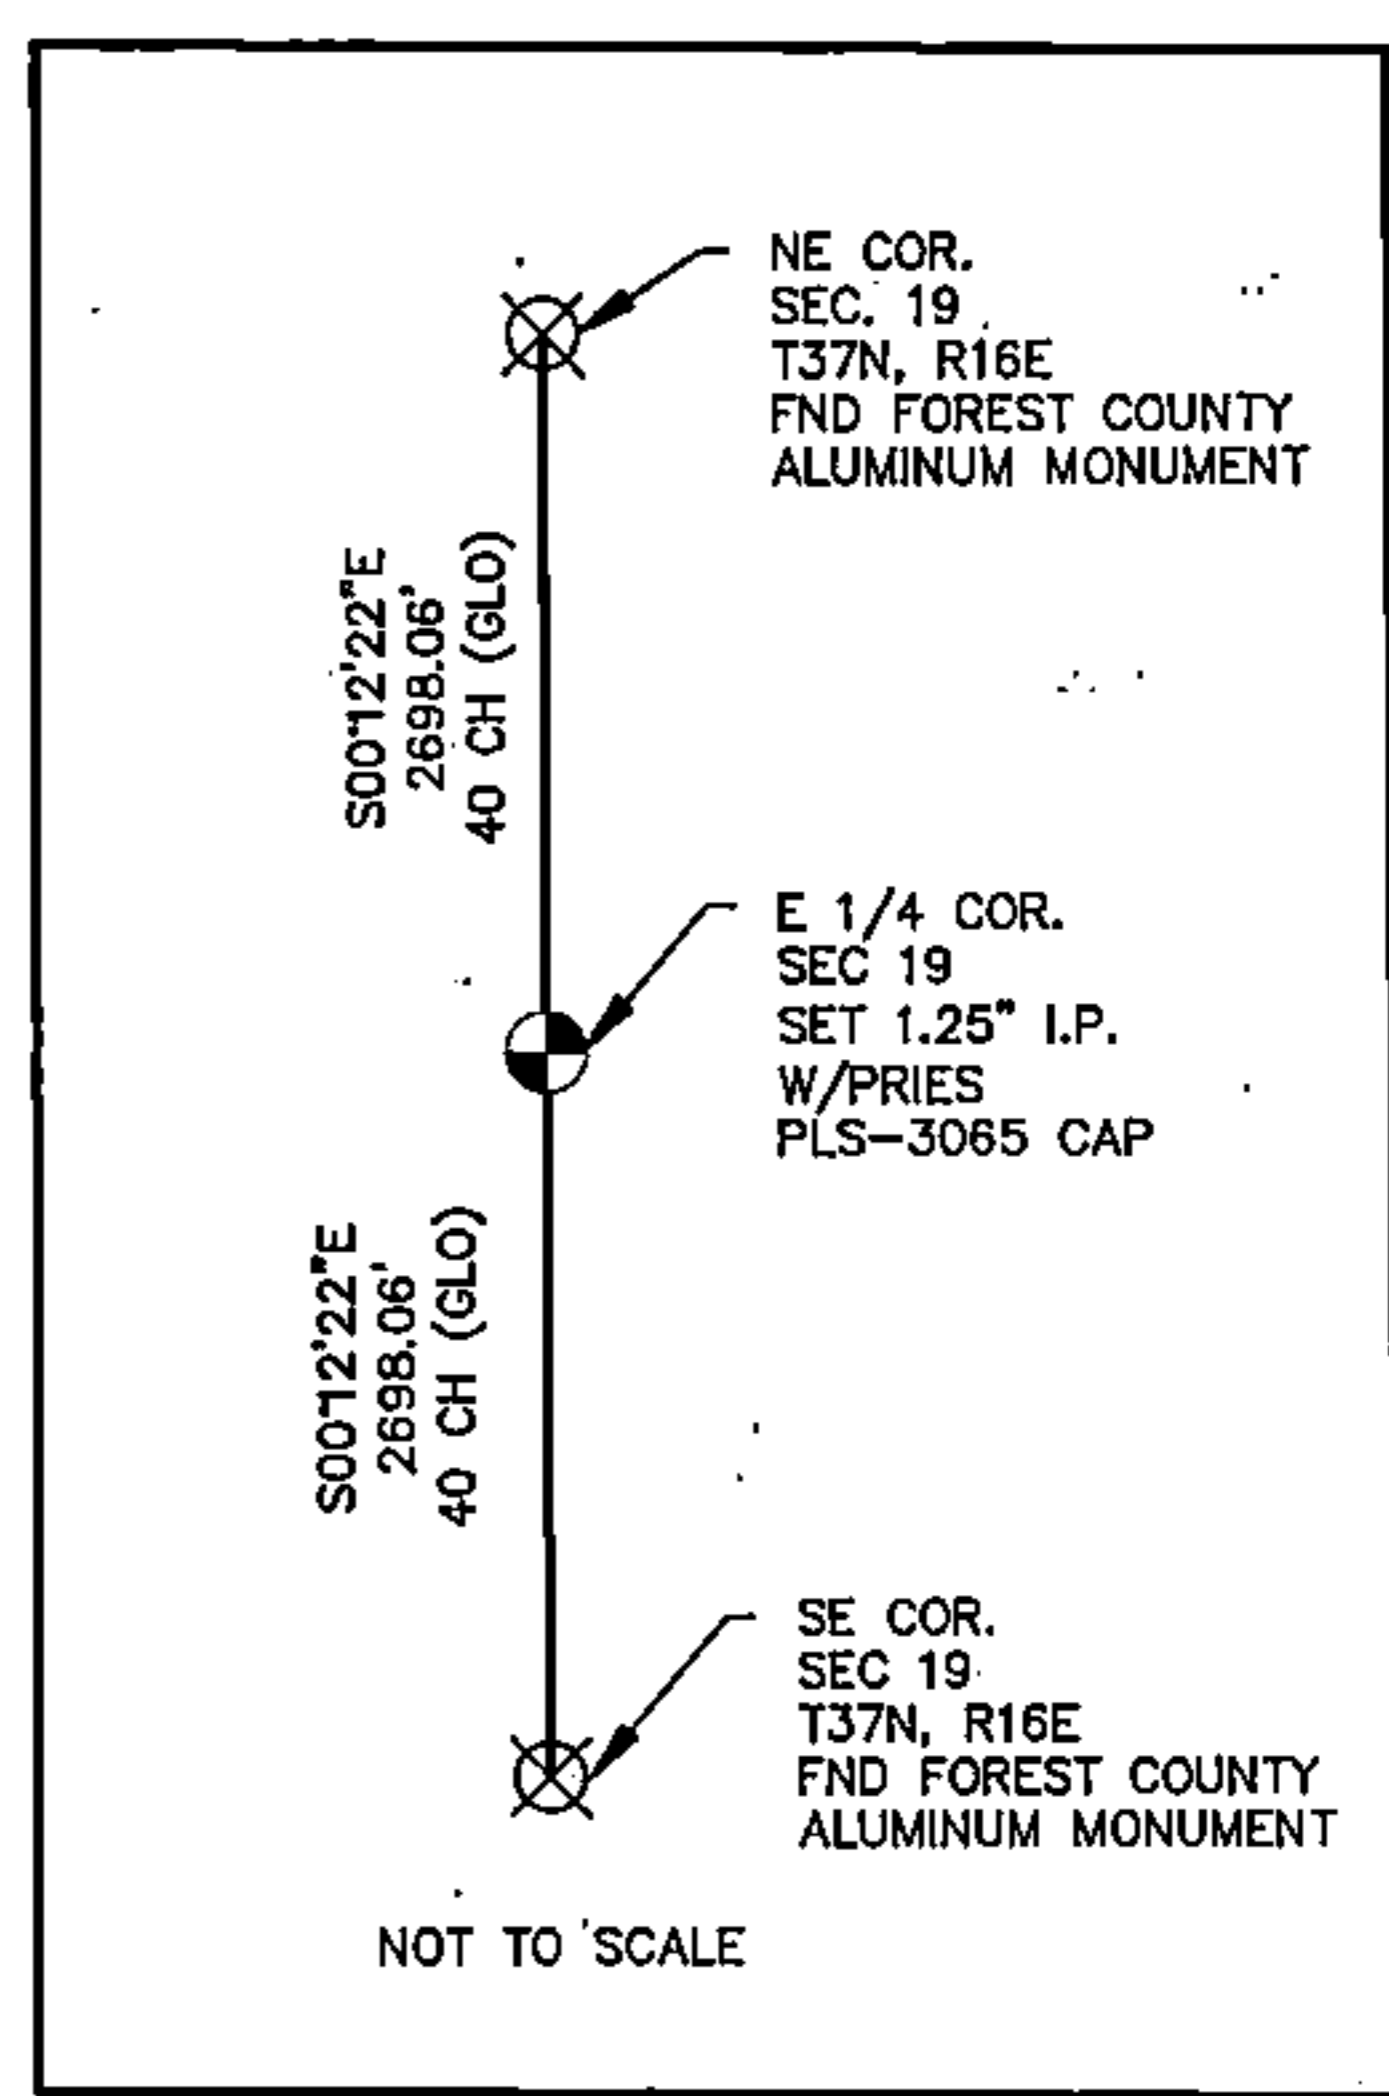 NE COR.
SEC. 19
T37N, R16E
FND FOREST COUNTY
ALUMINUM MONUMENT
S00°12'22"E
2698.06'
40 CH (GLO)
E 1/4 COR.
SEC 19
SET 1.25" I.P.
W/PRIES
PLS-3065 CAP
S00°12'22"E
2698.06'
40 CH (GLO)
SE COR.
SEC 19
T37N, R16E
FND FOREST COUNTY
ALUMINUM MONUMENT
NOT TO SCALE